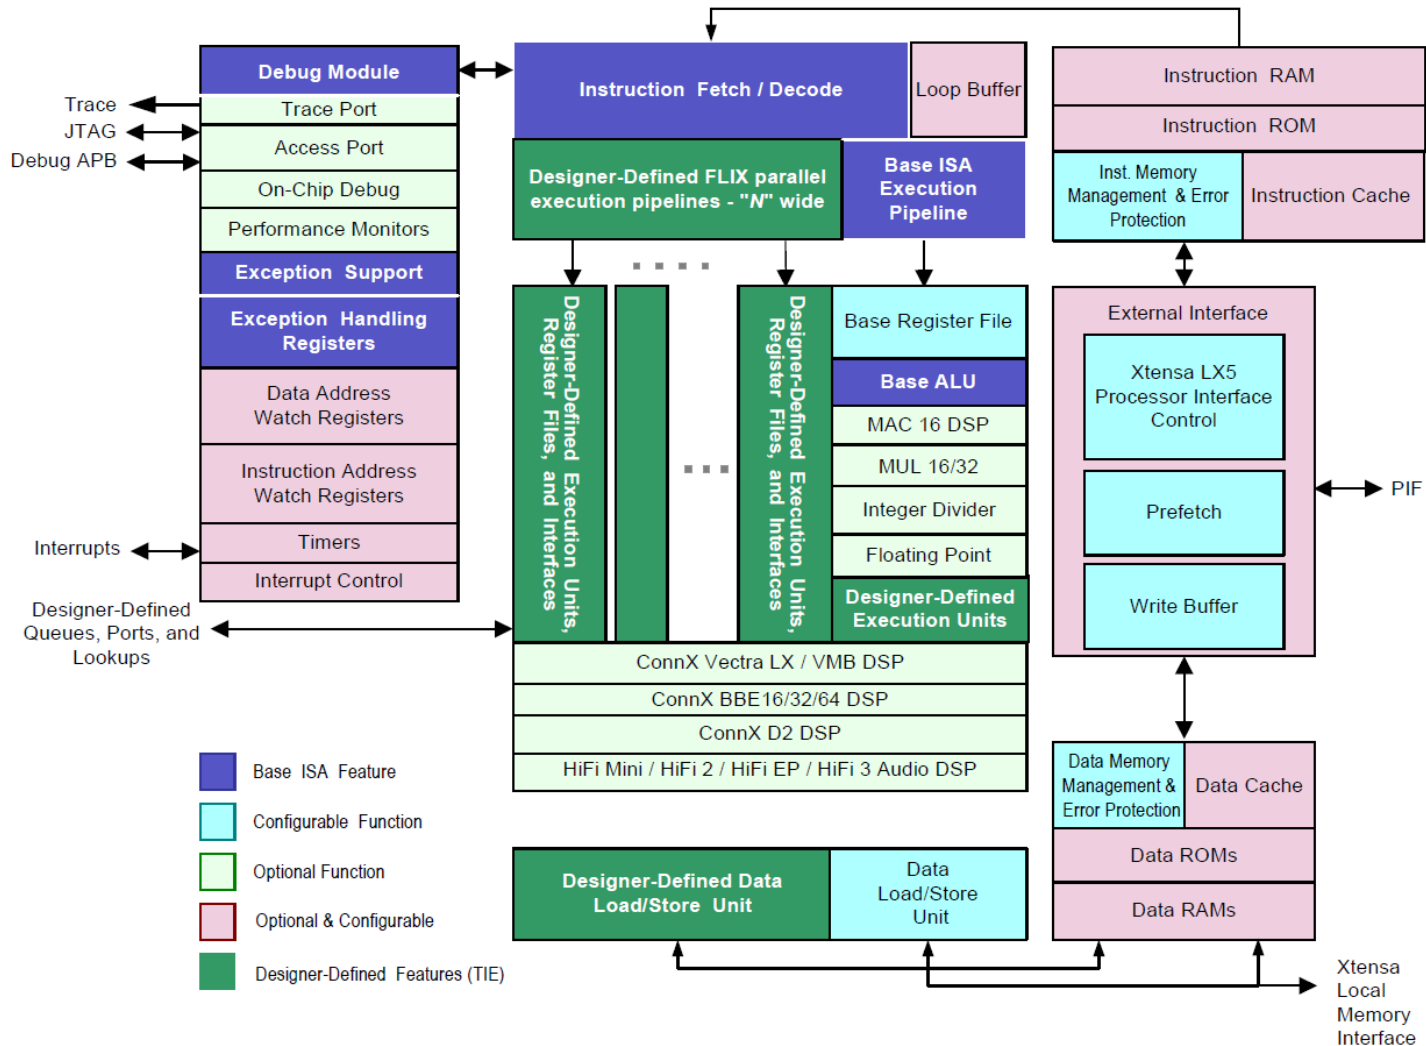 Debug Module
Trace Port
Access Port
On-Chip Debug
Performance Monitors
Exception Support
Exception Handling
Registers
Data Address
Watch Registers
Instruction Address
Watch Registers
Timers
Interrupt Control
Trace
JTAG
Debug APB
Interrupts
Designer-Defined
Queues, Ports, and
Lookups
Instruction Fetch / Decode
Loop Buffer
Designer-Defined FLIX parallel
execution pipelines - "N" wide
Base ISA
Execution
Pipeline
Designer-Defined Execution Units,
Register Files, and Interfaces
Designer-Defined Execution Units,
Register Files, and Interfaces
Base Register File
Base ALU
MAC 16 DSP
MUL 16/32
Integer Divider
Floating Point
Designer-Defined
Execution Units
ConnX Vectra LX / VMB DSP
ConnX BBE16/32/64 DSP
ConnX D2 DSP
HiFi Mini / HiFi 2 / HiFi EP / HiFi 3 Audio DSP
Designer-Defined Data
Load/Store Unit
Data
Load/Store
Unit
Instruction RAM
Instruction ROM
Inst. Memory
Management & Error
Protection
Instruction Cache
External Interface
Xtensa LX5
Processor Interface
Control
Prefetch
Write Buffer
PIF
Data Memory
Management &
Error Protection
Data Cache
Data ROMs
Data RAMs
Xtensa
Local
Memory
Interface
Base ISA Feature
Configurable Function
Optional Function
Optional & Configurable
Designer-Defined Features (TIE)